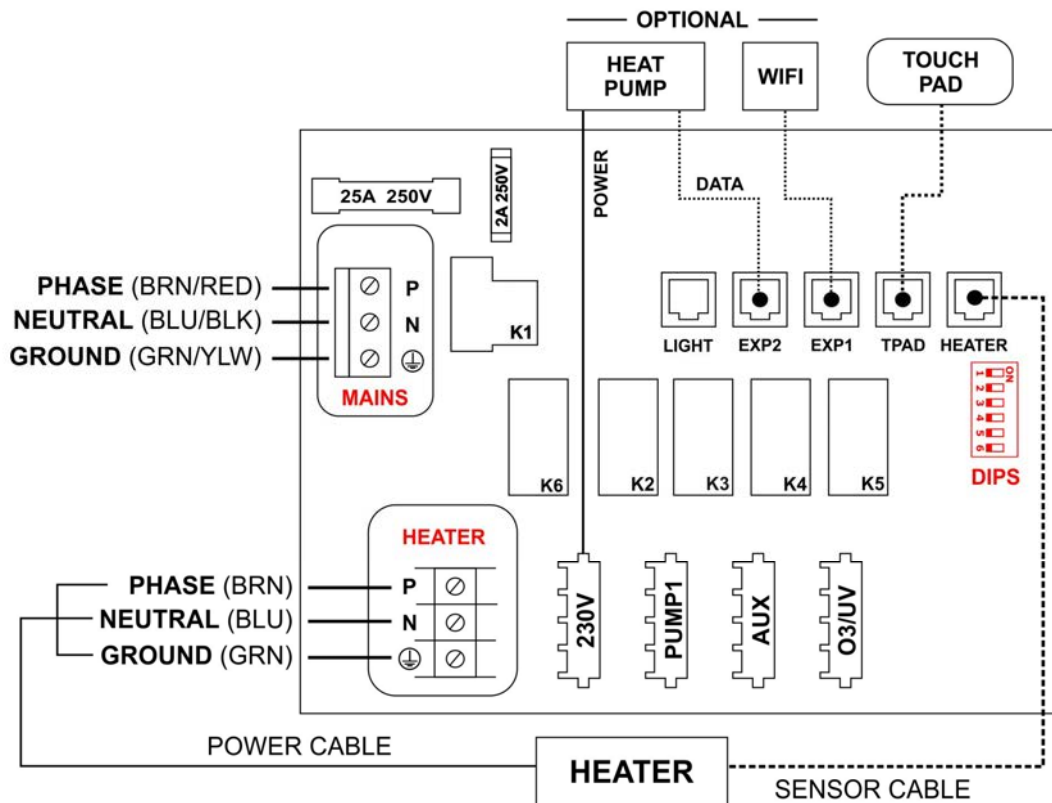 OPTIONAL
HEAT
PUMP
WIFI
TOUCH
PAD
POWER
DATA
25A 250V
2A 250V
PHASE (BRN/RED)
NEUTRAL (BLU/BLK)
GROUND (GRN/YLW)
P
N
MAINS
K1
LIGHT
EXP2
EXP1
TPAD
HEATER
ON
1
2
3
4
5
6
DIPS
K6
K2
K3
K4
K5
HEATER
PHASE (BRN)
NEUTRAL (BLU)
GROUND (GRN)
P
N
230V
PUMP1
AUX
O3/UV
POWER CABLE
HEATER
SENSOR CABLE